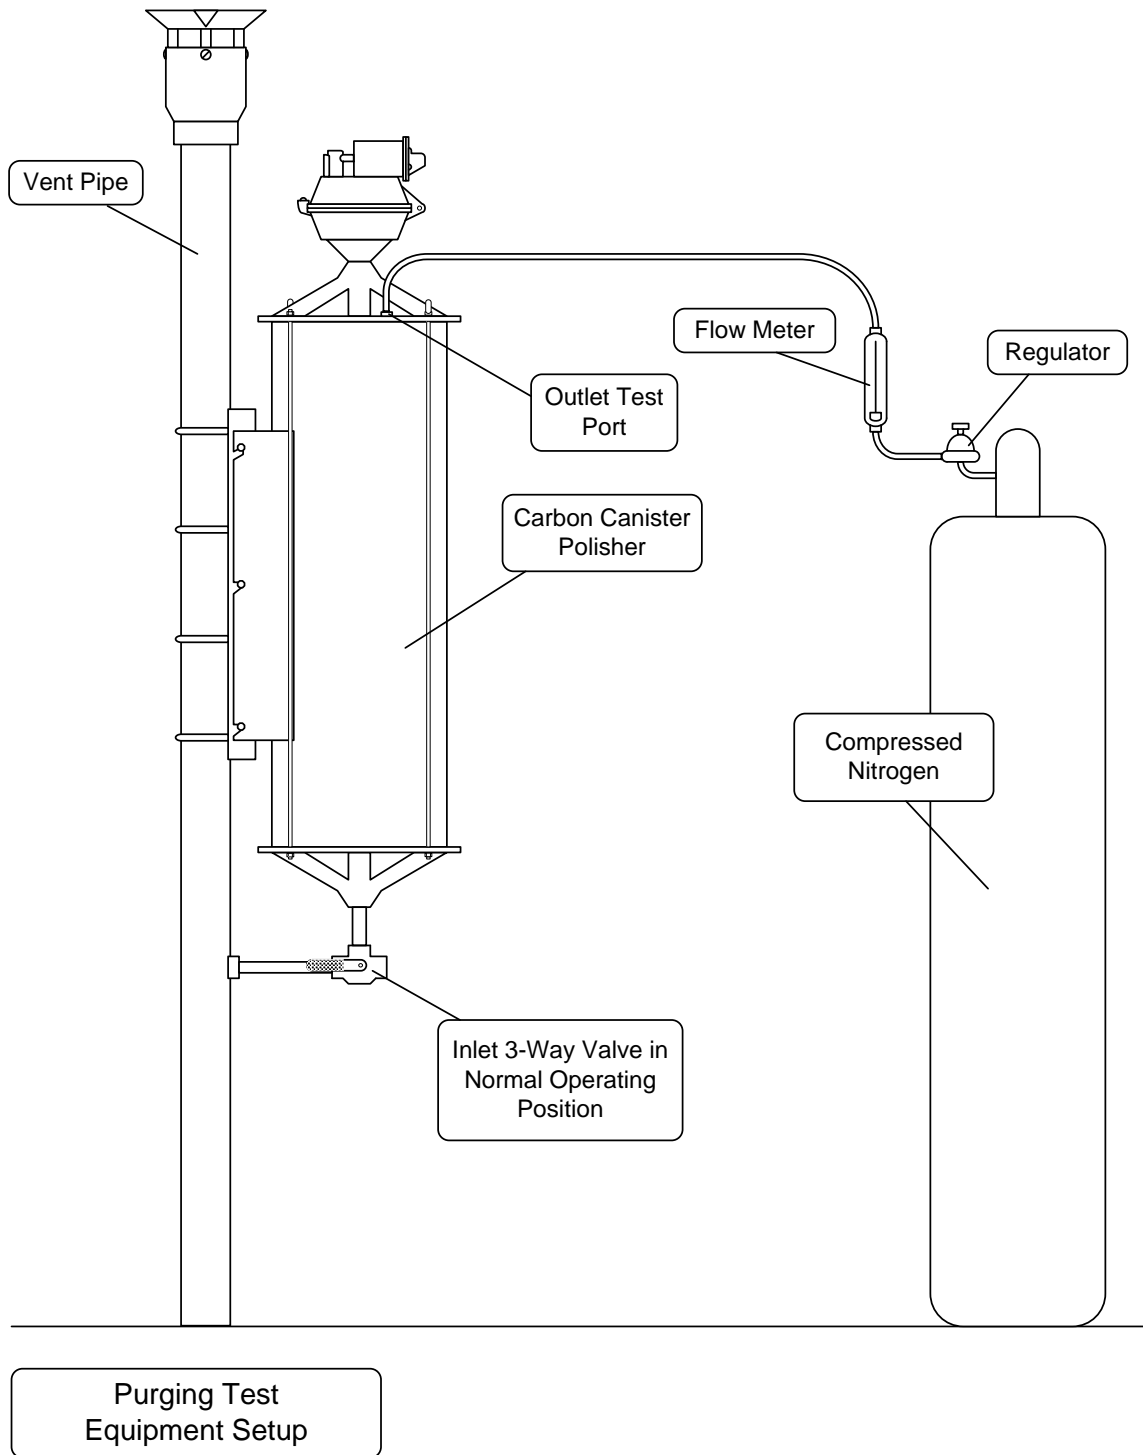 Vent Pipe
Flow Meter
Regulator
Outlet Test
Port
Carbon Canister
Polisher
Compressed
Nitrogen
Inlet 3-Way Valve in
Normal Operating
Position
Purging Test
Equipment Setup